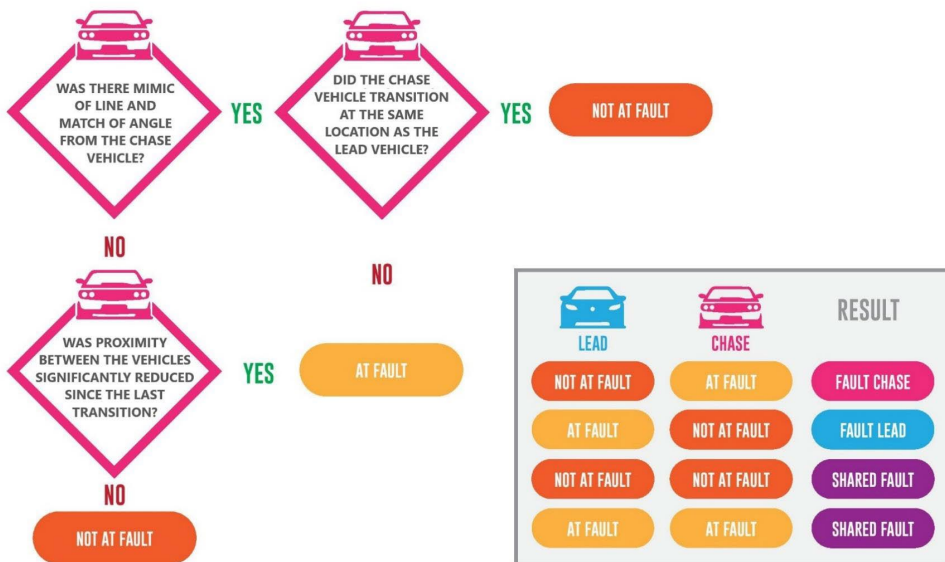 WAS THERE MIMIC
OF LINE AND
MATCH OF ANGLE
FROM THE CHASE
VEHICLE?
YES
DID THE CHASE
VEHICLE TRANSITION
AT THE SAME
LOCATION AS THE
LEAD VEHICLE?
YES
NOT AT FAULT
NO
NO
WAS PROXIMITY
BETWEEN THE VEHICLES
SIGNIFICANTLY REDUCED
SINCE THE LAST
TRANSITION?
YES
AT FAULT
NO
NOT AT FAULT
LEAD CHASE RESULT
NOT AT FAULT AT FAULT FAULT CHASE
AT FAULT NOT AT FAULT FAULT LEAD
NOT AT FAULT NOT AT FAULT SHARED FAULT
AT FAULT AT FAULT SHARED FAULT